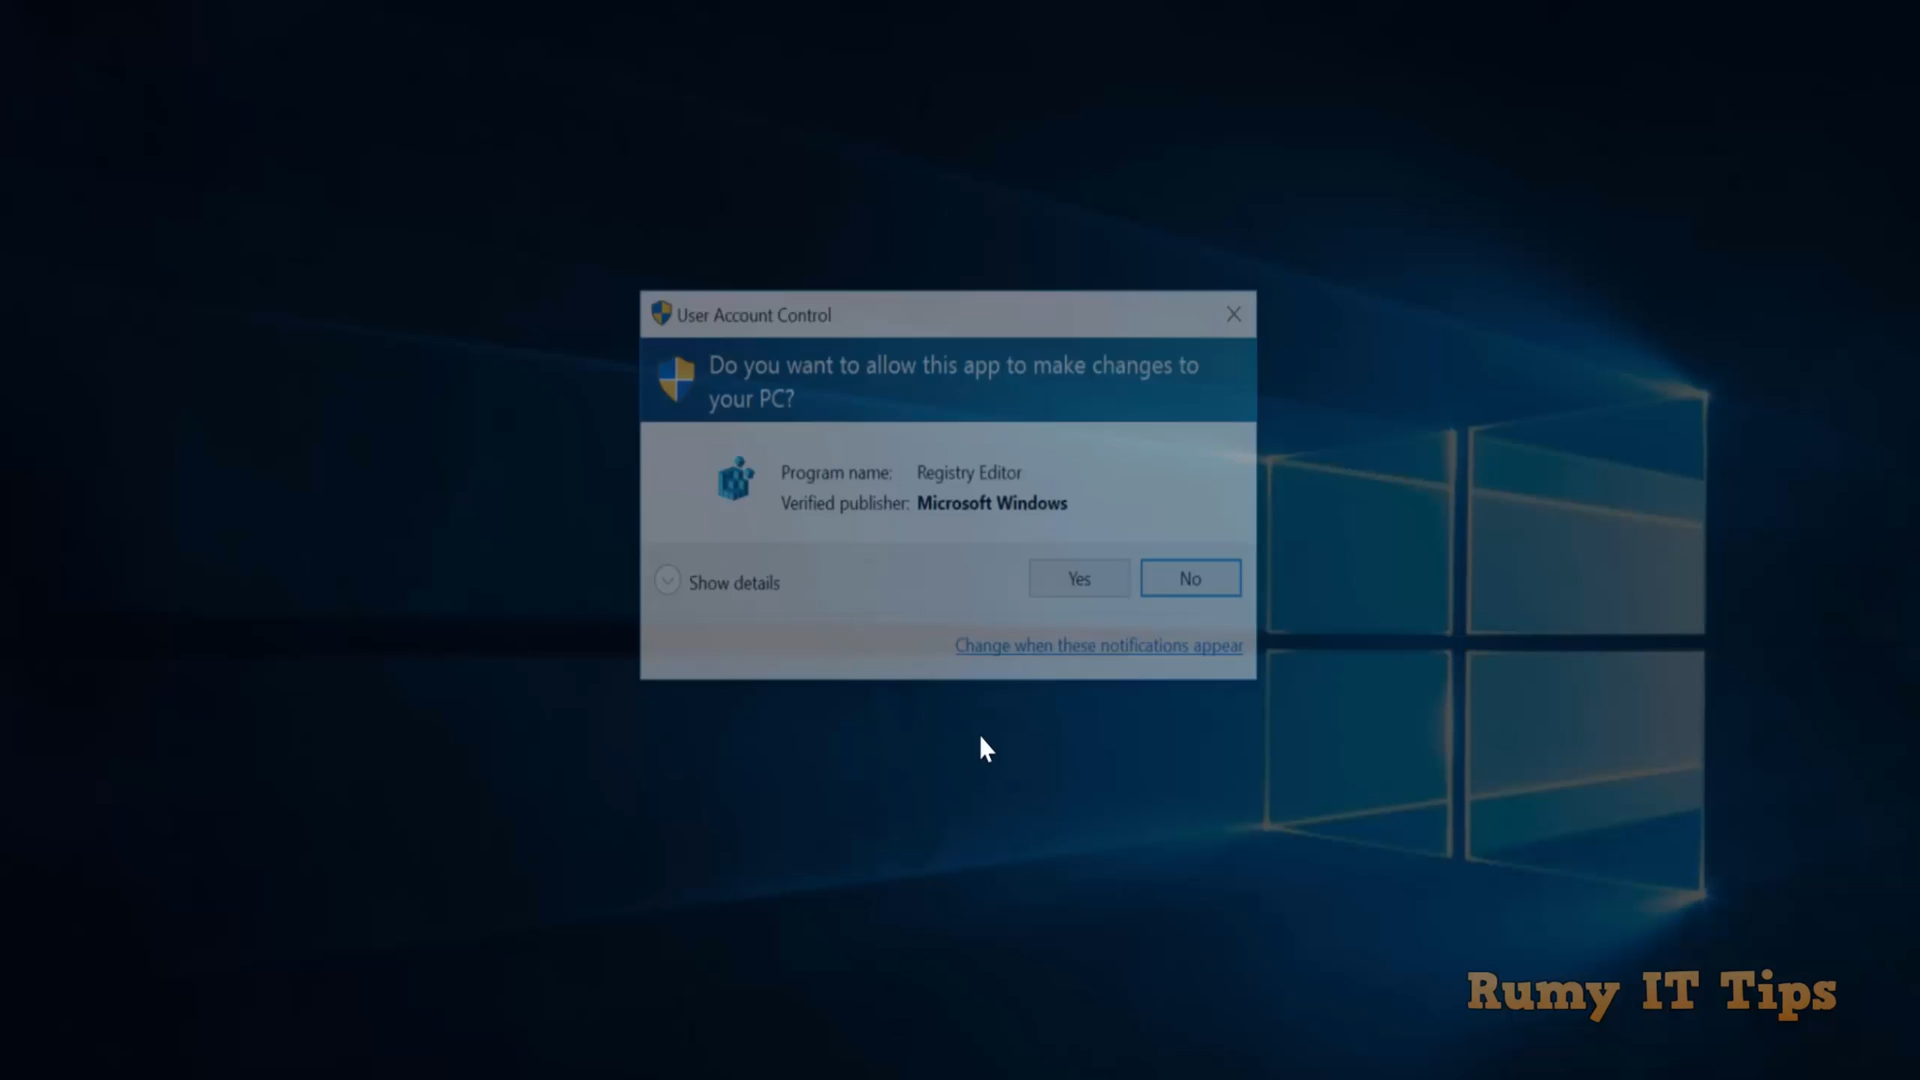 User Account Control
Do you want to allow this app to make changes to
your PC?
Program name: Registry Editor
Verified publisher: Microsoft Windows
Show details
Yes
No
Change when these notifications appear
Rumy IT Tips